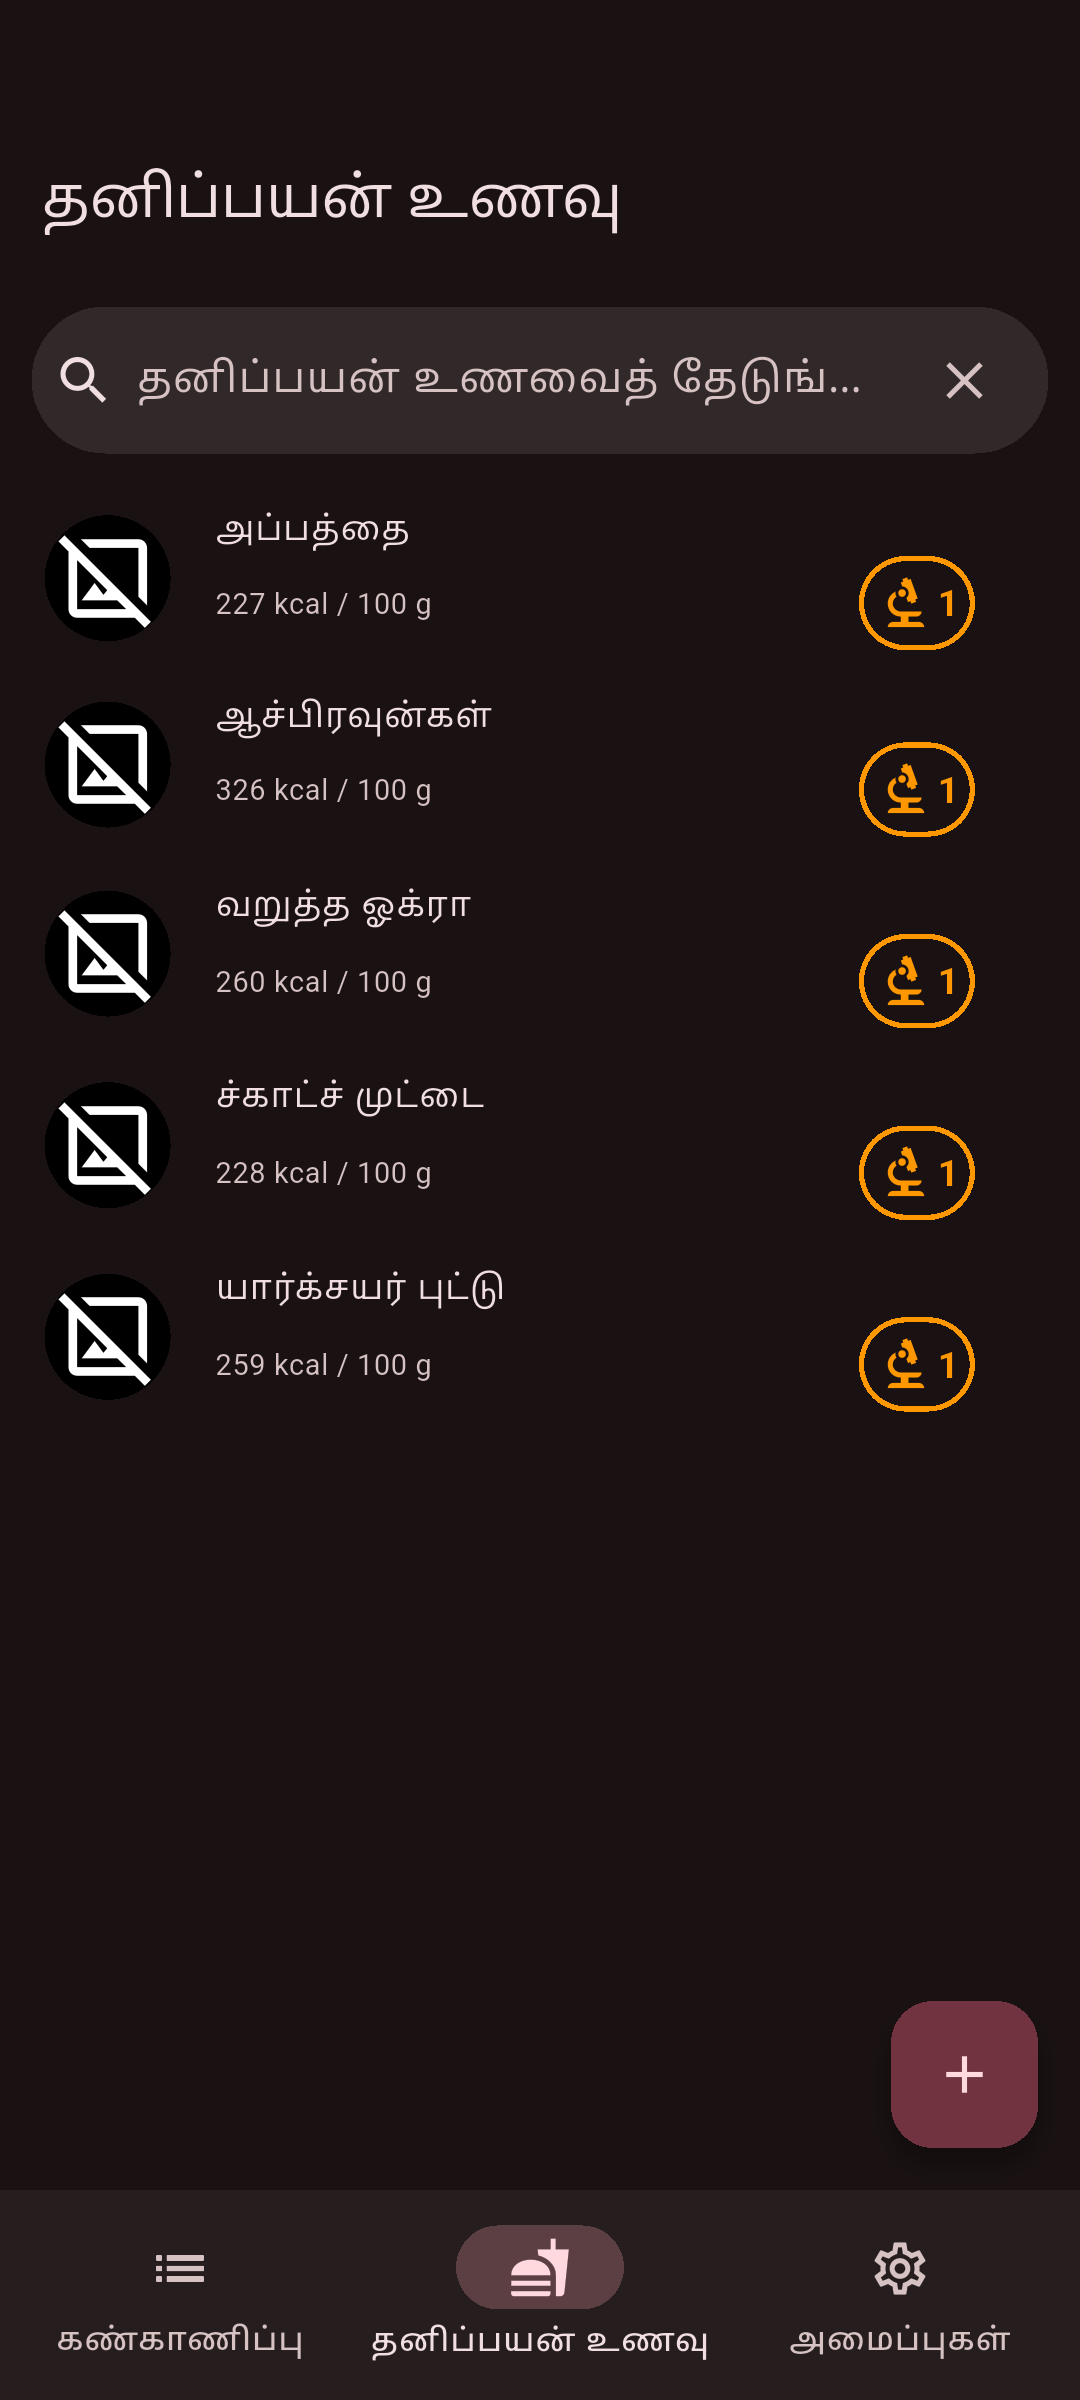 தனிப்பயன் உணவு
தனிப்பயன் உணவைத் தேடுங்...
அப்பத்தை
227 kcal / 100 g
1
ஆச்பிரவுன்கள்
326 kcal / 100 g
1
வறுத்த ஓக்ரா
260 kcal / 100 g
1
ச்காட்ச் முட்டை
228 kcal / 100 g
1
யார்க்சயர் புட்டு
259 kcal / 100 g
1
கண்காணிப்பு
தனிப்பயன் உணவு
அமைப்புகள்